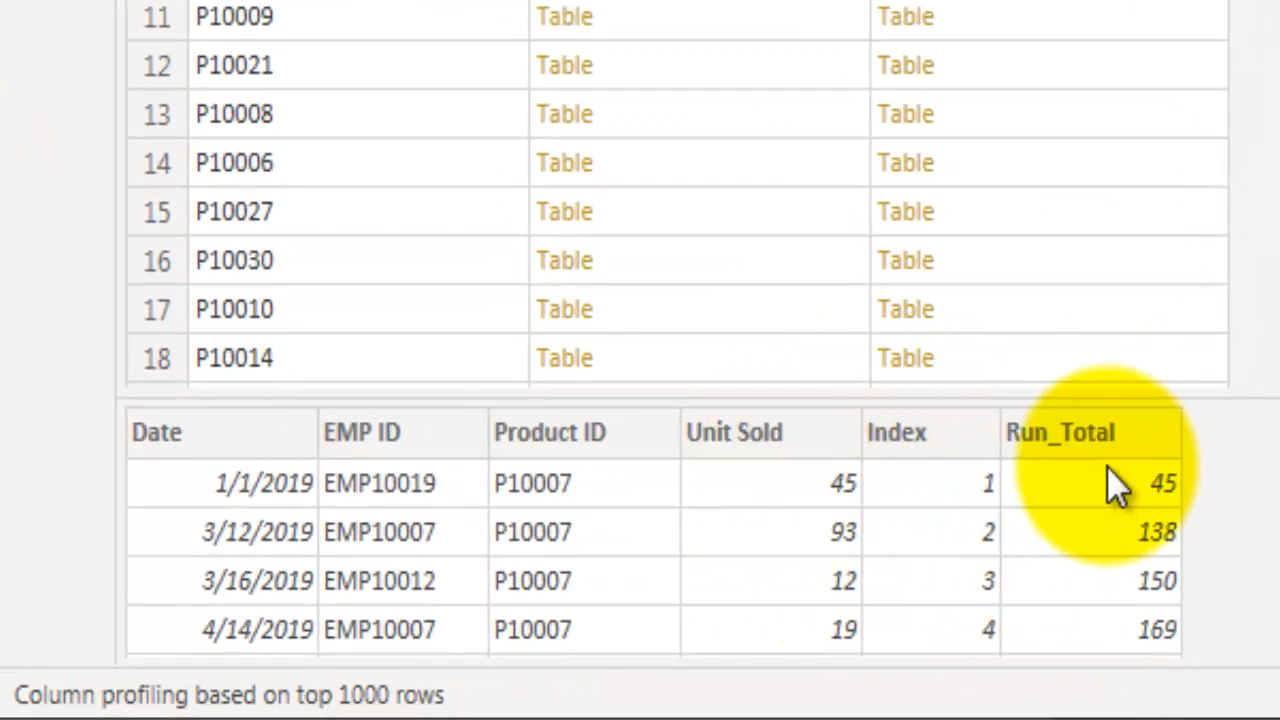 11 P10009 Table Table
12 P10021 Table Table
13 P10008 Table Table
14 P10006 Table Table
15 P10027 Table Table
16 P10030 Table Table
17 P10010 Table Table
18 P10014 Table Table
Date EMP ID Product ID Unit Sold Index Run_Total
1/1/2019 EMP10019 P10007 45 1 45
3/12/2019 EMP10007 P10007 93 2 138
3/16/2019 EMP10012 P10007 12 3 150
4/14/2019 EMP10007 P10007 19 4 169
Column profiling based on top 1000 rows